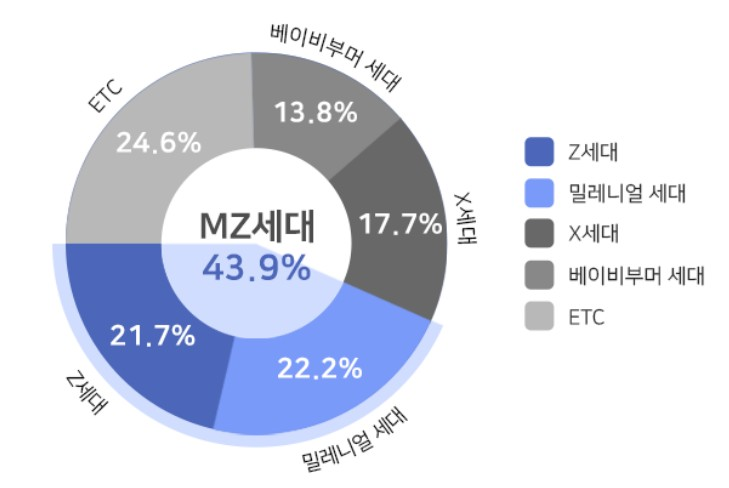 베이비부머 세대
13.8%
ETC
24.6%
X세대
17.7%
MZ세대
43.9%
21.7%
Z세대
22.2%
밀레니얼 세대
Z세대
밀레니얼 세대
X세대
베이비부머 세대
ETC